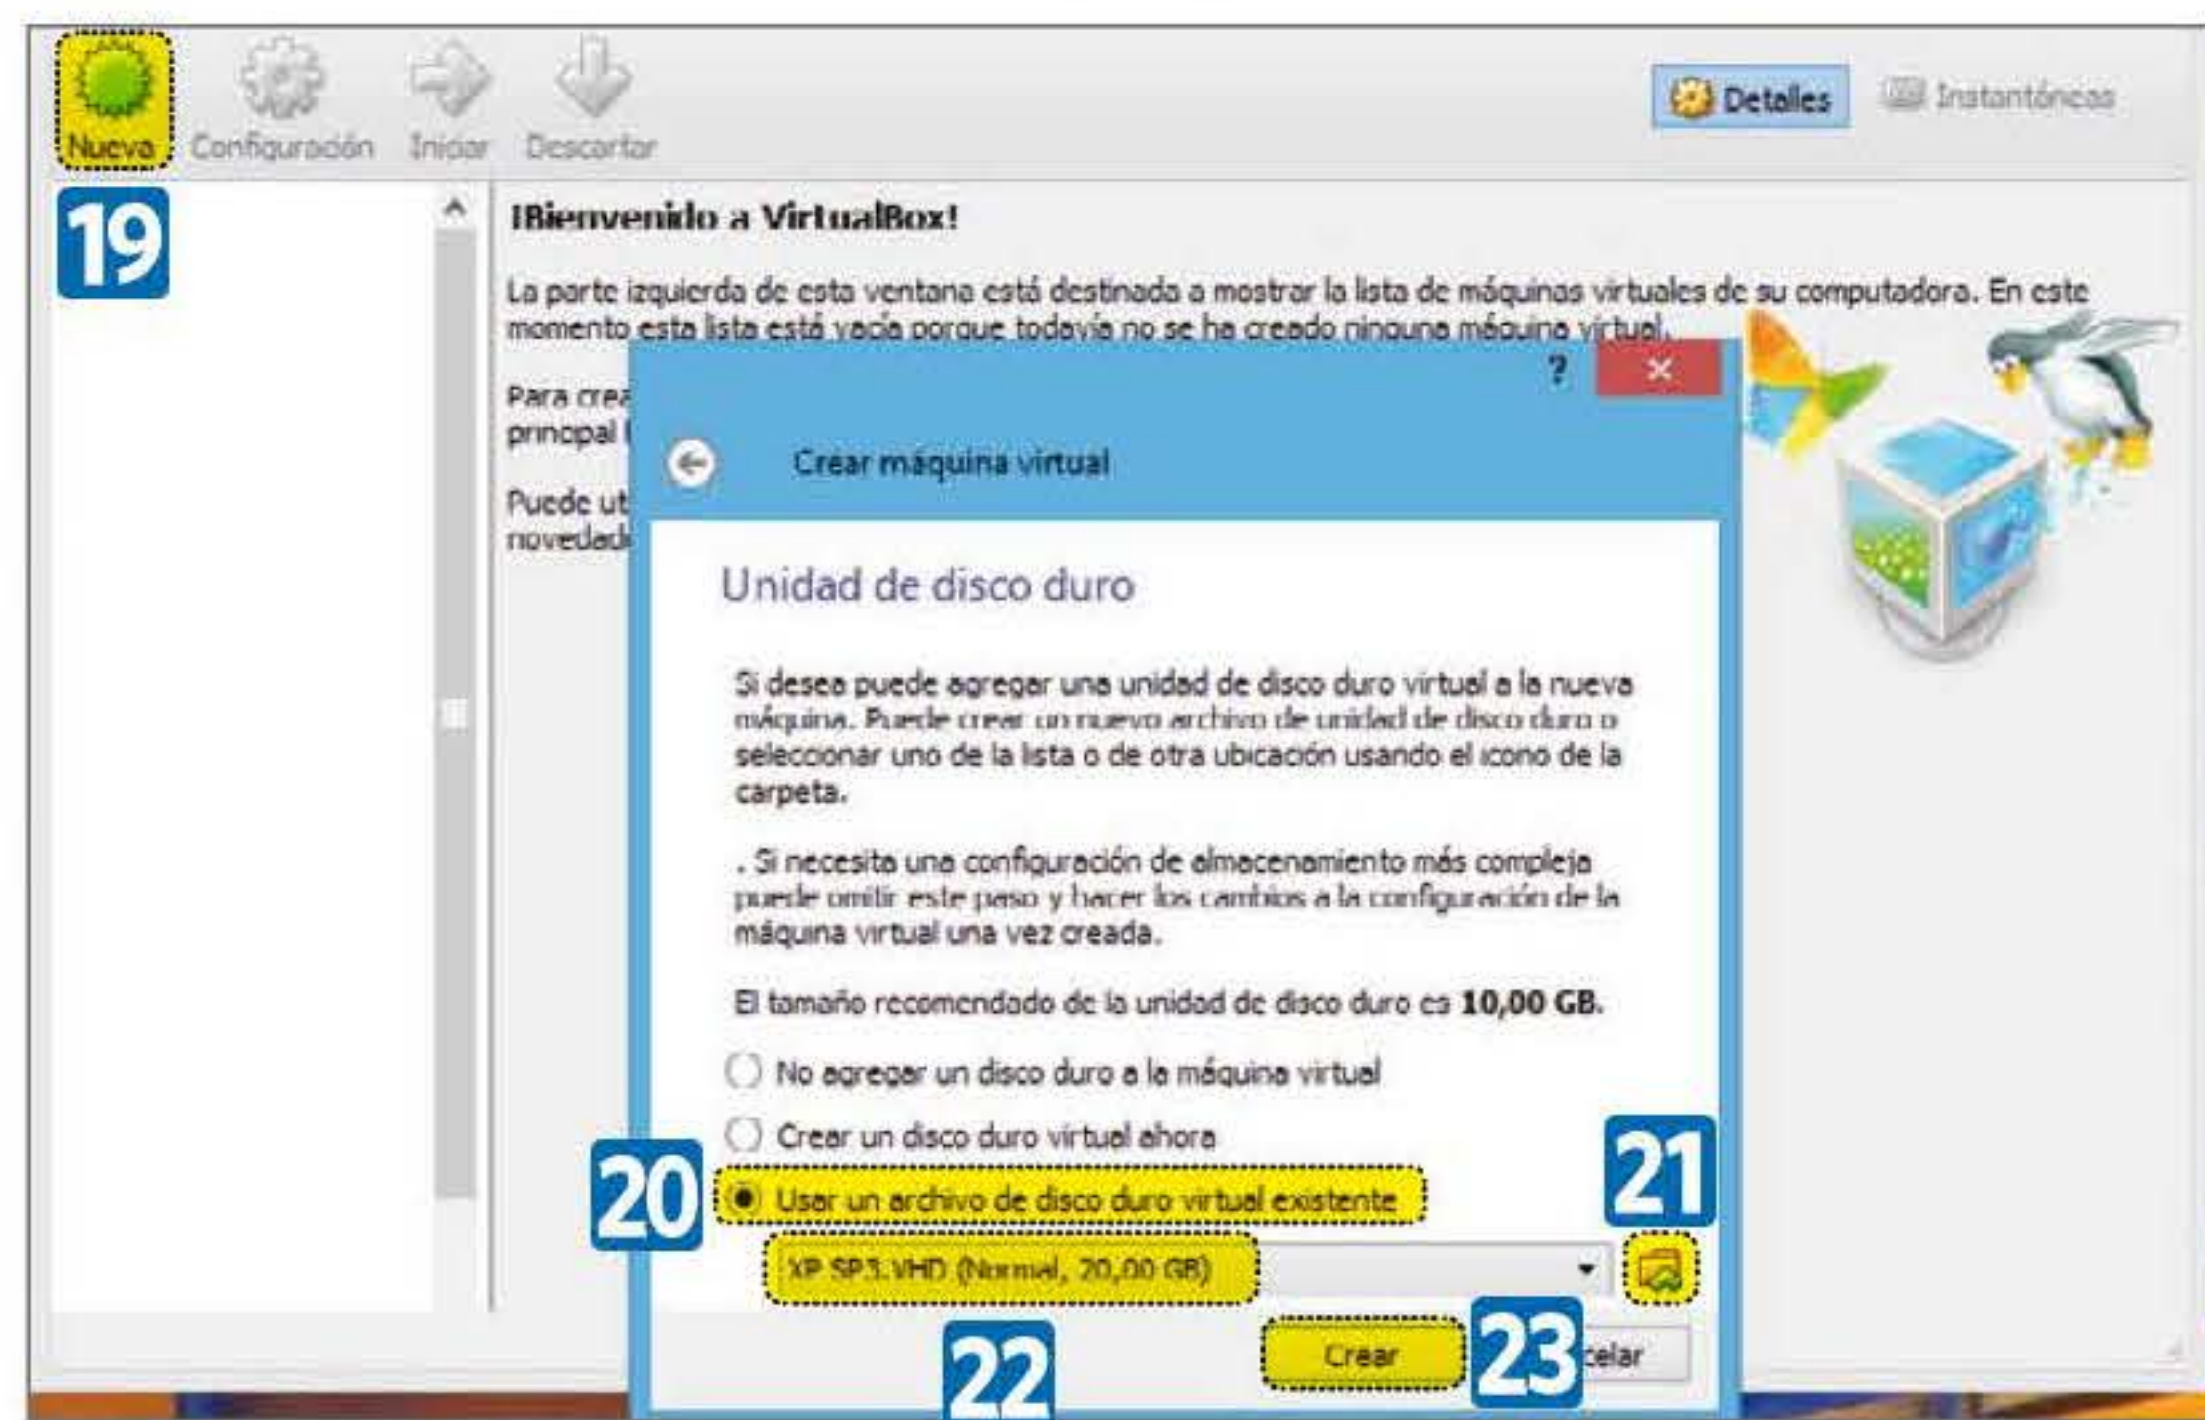 Nueva Configuración Iniciar Descartar Detalles Instantáneas
19
¡Bienvenido a VirtualBox!
La parte izquierda de esta ventana está destinada a mostrar la lista de máquinas virtuales de su computadora. En este
momento esta lista está vacía porque todavía no se ha creado ninguna máquina virtual.
Para crea
principal
Puede ut
novedad
?
Crear máquina virtual
Unidad de disco duro
Si desea puede agregar una unidad de disco duro virtual a la nueva
máquina. Puede crear un nuevo archivo de unidad de disco duro o
seleccionar uno de la lista o de otra ubicación usando el icono de la
carpeta.
. Si necesita una configuración de almacenamiento más compleja
puede omitir este paso y hacer los cambios a la configuración de la
máquina virtual una vez creada.
El tamaño recomendado de la unidad de disco duro es 10,00 GB.
No agregar un disco duro a la máquina virtual
Crear un disco duro virtual ahora
20 Usar un archivo de disco duro virtual existente 21
XP SP3.VHD (Normal, 20,00 GB)
22 Crear 23 celar